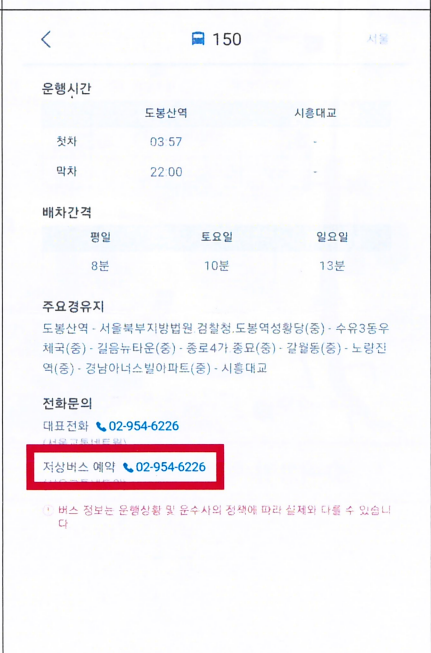 150
서울
운행시간
도봉산역 시흥대교
첫차 03:57 -
막차 22:00 -
배차간격
평일 토요일 일요일
8분 10분 13분
주요경유지
도봉산역 - 서울북부지방법원.검찰청.도봉역성황당(중) - 수유3동우
체국(중) - 길음뉴타운(중) - 종로4가.종묘(중) - 갈월동(중) - 노량진
역(중) - 경남아너스빌아파트(중) - 시흥대교
전화문의
대표전화 02-954-6226
(서울교통네트웍)
저상버스 예약 02-954-6226
버스 정보는 운행상황 및 운수사의 정책에 따라 실제와 다를 수 있습니
다